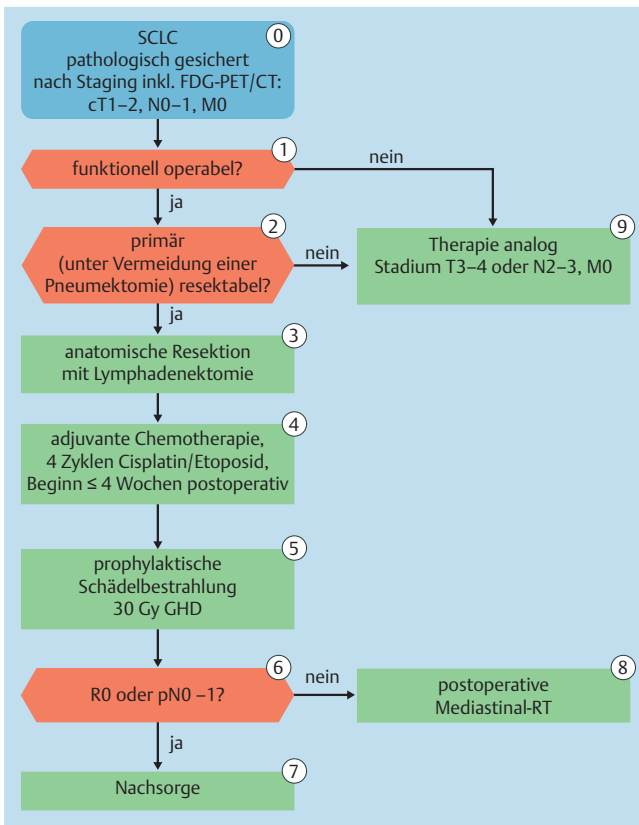 SCLC
0
pathologisch gesichert
nach Staging inkl. FDG-PET/CT:
cT1–2, N0–1, M0
1
funktionell operabel?
nein
ja
2
primär
(unter Vermeidung einer
Pneumektomie) resektabel?
nein
9
Therapie analog
Stadium T3–4 oder N2–3, M0
ja
3
anatomische Resektion
mit Lymphadenektomie
4
adjuvante Chemotherapie,
4 Zyklen Cisplatin/Etoposid,
Beginn ≤ 4 Wochen postoperativ
5
prophylaktische
Schädelbestrahlung
30 Gy GHD
6
R0 oder pN0 –1?
nein
8
postoperative
Mediastinal-RT
ja
7
Nachsorge